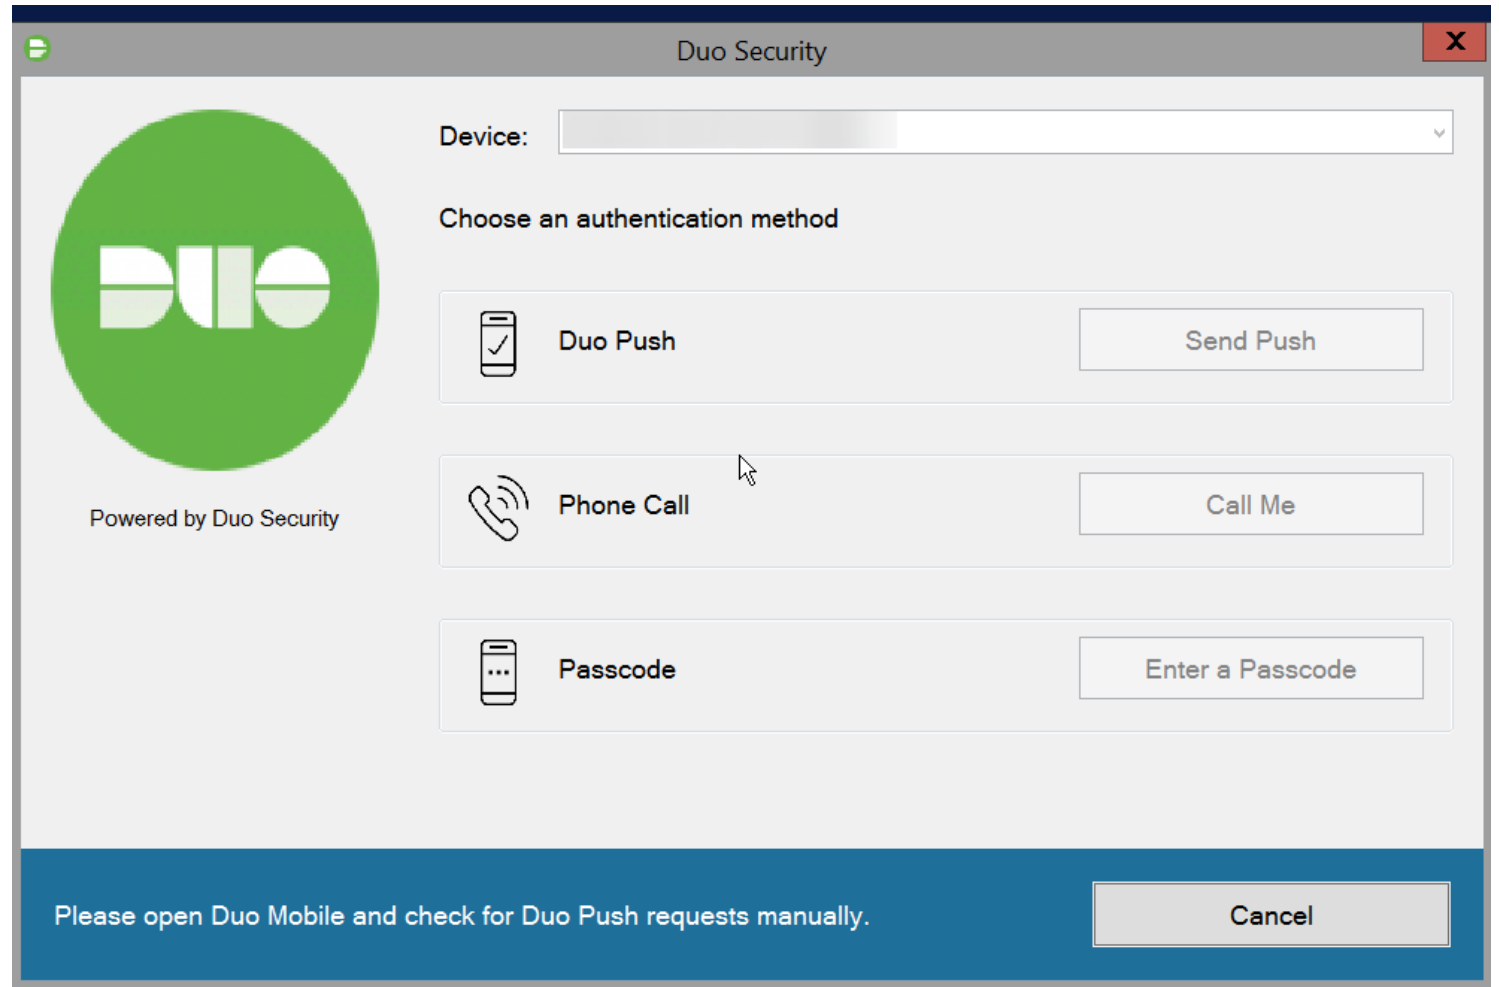 Duo Security
X
Device:
Choose an authentication method
DUO
Duo Push
Send Push
Phone Call
Call Me
Powered by Duo Security
Passcode
Enter a Passcode
Please open Duo Mobile and check for Duo Push requests manually.
Cancel